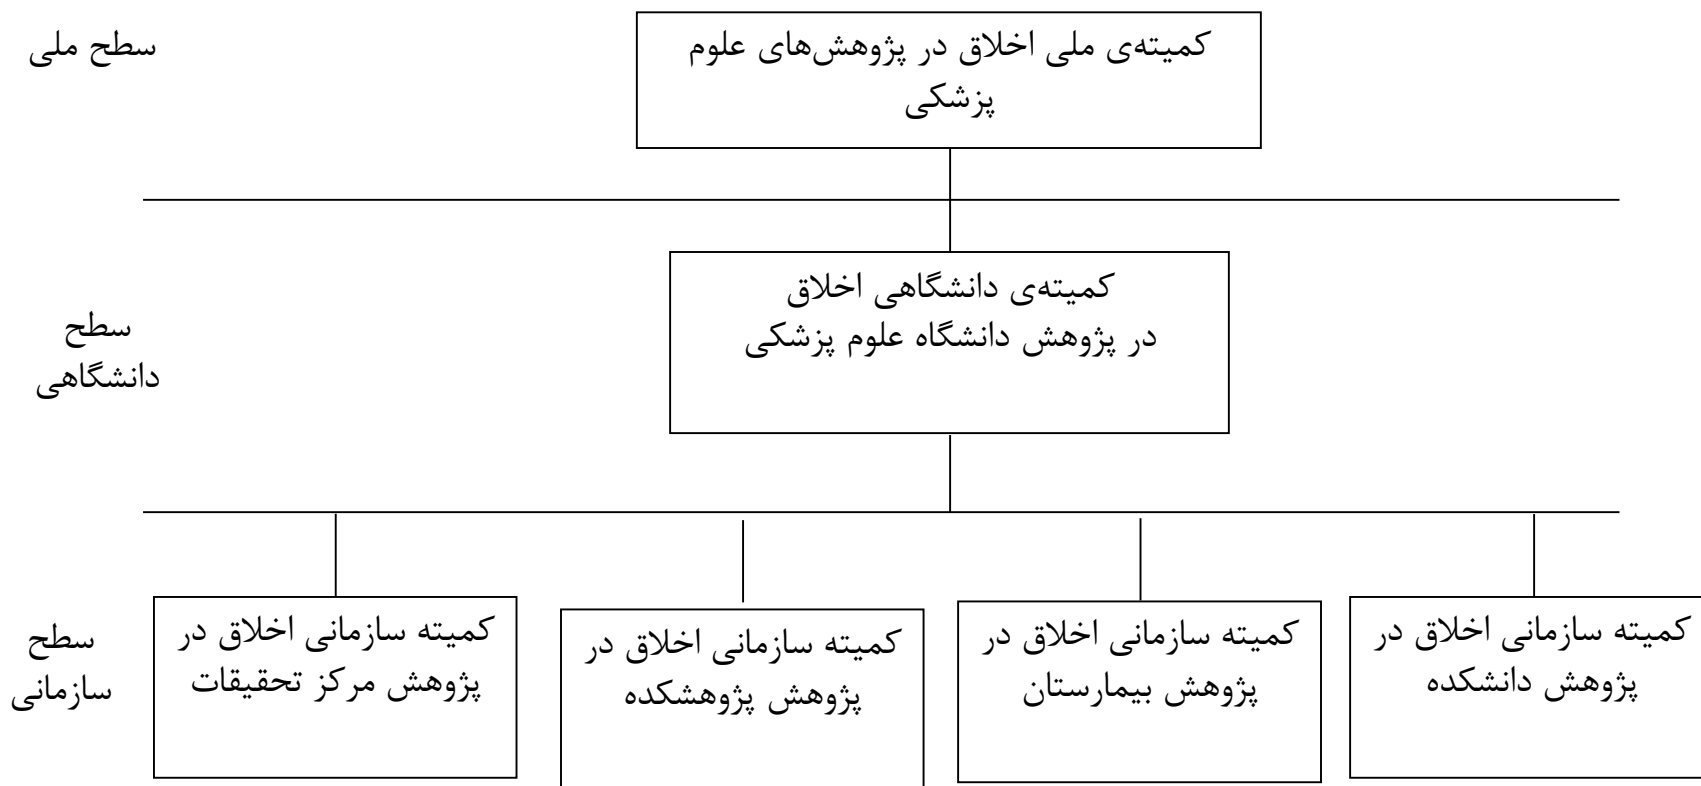 سطح ملی
کمیته‌ی ملی اخلاق در پژوهش‌های علوم
پزشکی
سطح
دانشگاهی
کمیته‌ی دانشگاهی اخلاق
در پژوهش دانشگاه علوم پزشکی
کمیته سازمانی اخلاق در
پژوهش دانشکده
کمیته سازمانی اخلاق در
پژوهش بیمارستان
کمیته سازمانی اخلاق در
پژوهش پژوهشکده
کمیته سازمانی اخلاق در
پژوهش مرکز تحقیقات
سطح
سازمانی